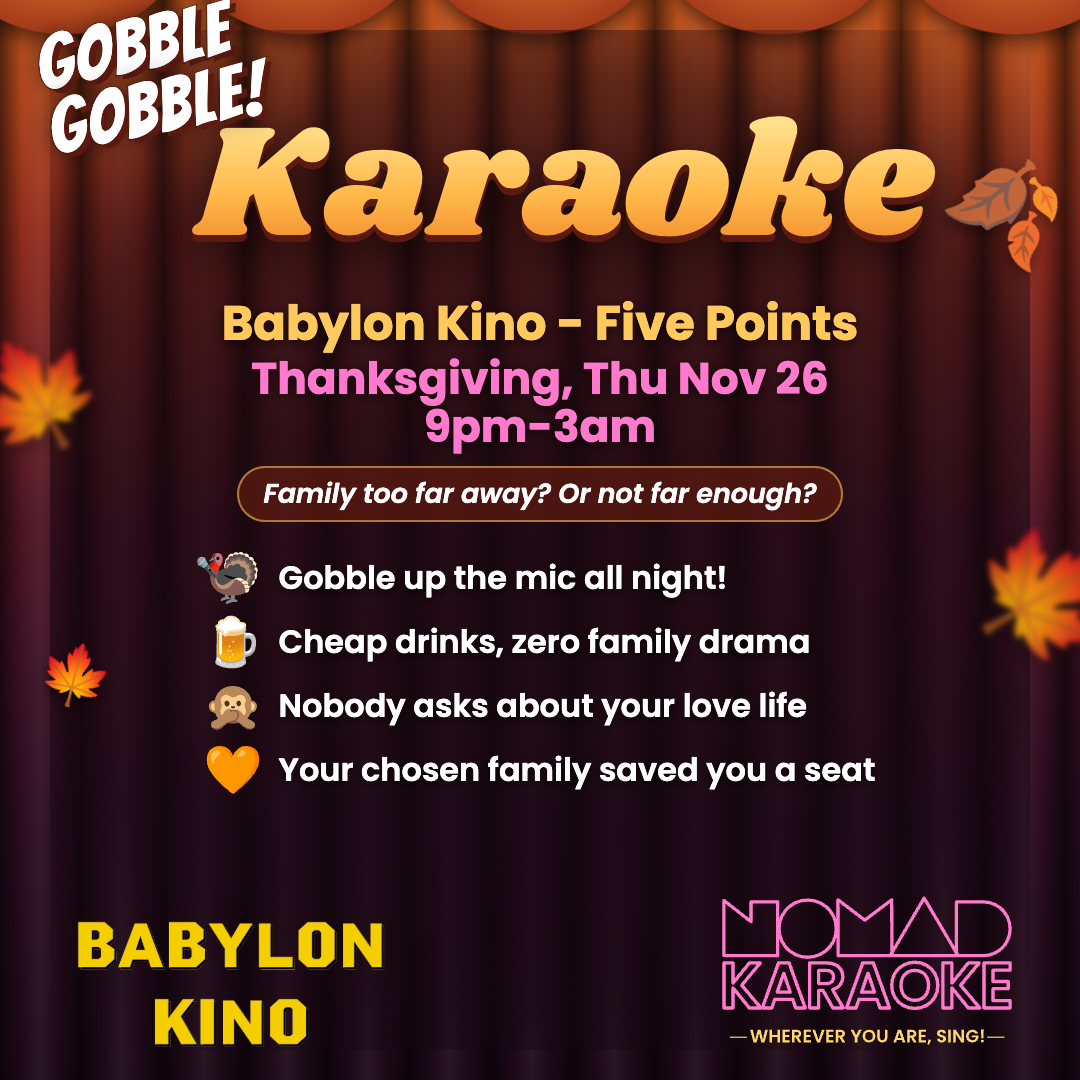 GOBBLE
GOBBLE!
Karaoke
Babylon Kino - Five Points
Thanksgiving, Thu Nov 26
9pm-3am
Family too far away? Or not far enough?
Gobble up the mic all night!
Cheap drinks, zero family drama
Nobody asks about your love life
Your chosen family saved you a seat
BABYLON
KINO
NOMAD
KARAOKE
—WHEREVER YOU ARE, SING!—